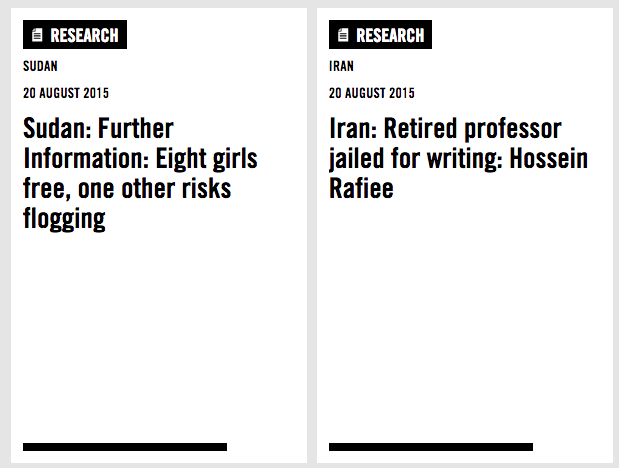 RESEARCH
SUDAN
20 AUGUST 2015
Sudan: Further
Information: Eight girls
free, one other risks
flogging
RESEARCH
IRAN
20 AUGUST 2015
Iran: Retired professor
jailed for writing: Hossein
Rafiee